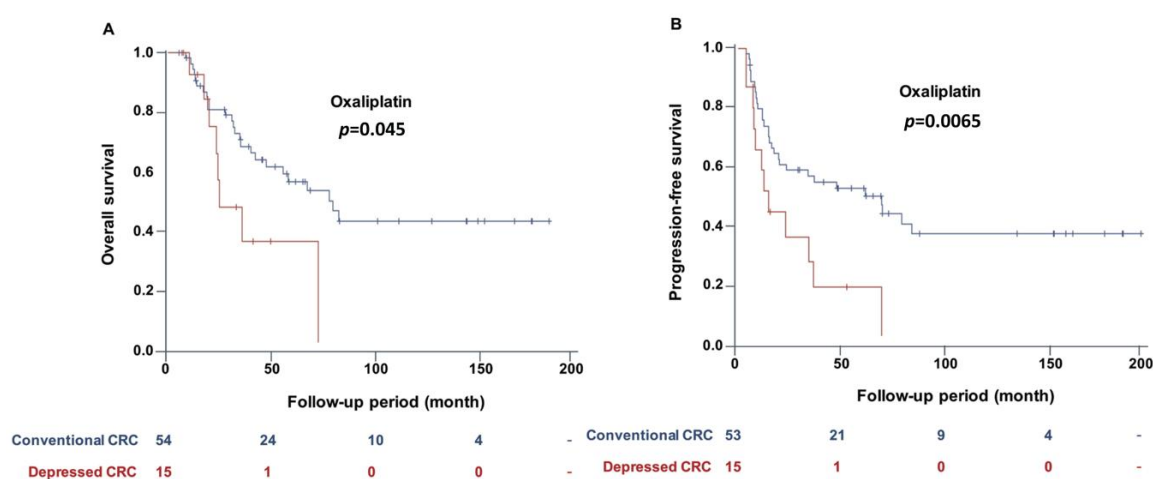 A
Overall survival
1.0
0.8
0.6
0.4
0.2
0.0
Oxaliplatin
p=0.045
0 50 100 150 200
Follow-up period (month)
Conventional CRC 54 24 10 4 -
Depressed CRC 15 1 0 0 -
B
Progression-free survival
1.0
0.8
0.6
0.4
0.2
0.0
Oxaliplatin
p=0.0065
0 50 100 150 200
Follow-up period (month)
Conventional CRC 53 21 9 4 -
Depressed CRC 15 1 0 0 -